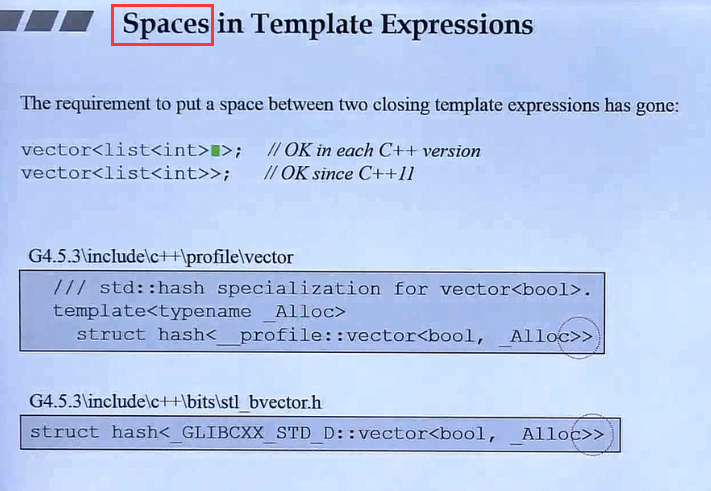 Spaces in Template Expressions
The requirement to put a space between two closing template expressions has gone:
vector<list<int> >; // OK in each C++ version
vector<list<int>>; // OK since C++11
G4.5.3\include\c++\profile\vector
/// std::hash specialization for vector<bool>.
template<typename _Alloc>
struct hash<__profile::vector<bool, _Alloc>>
G4.5.3\include\c++\bits\stl_bvector.h
struct hash<_GLIBCXX_STD_D::vector<bool, _Alloc>>